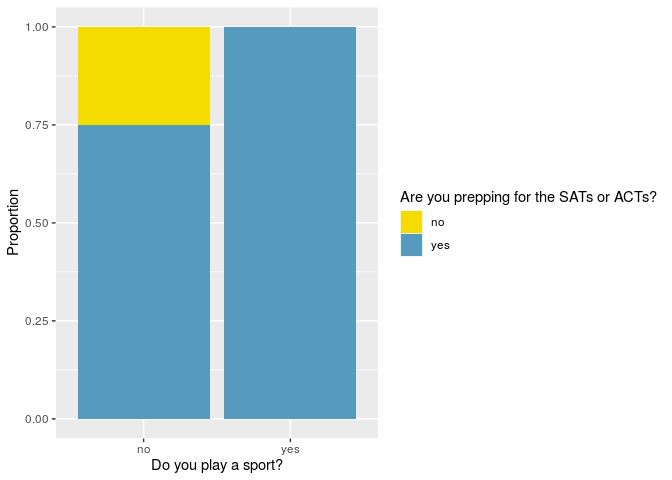 1.00
0.75
0.50
0.25
0.00
Proportion
no yes
Do you play a sport?
Are you prepping for the SATs or ACTs?
no
yes